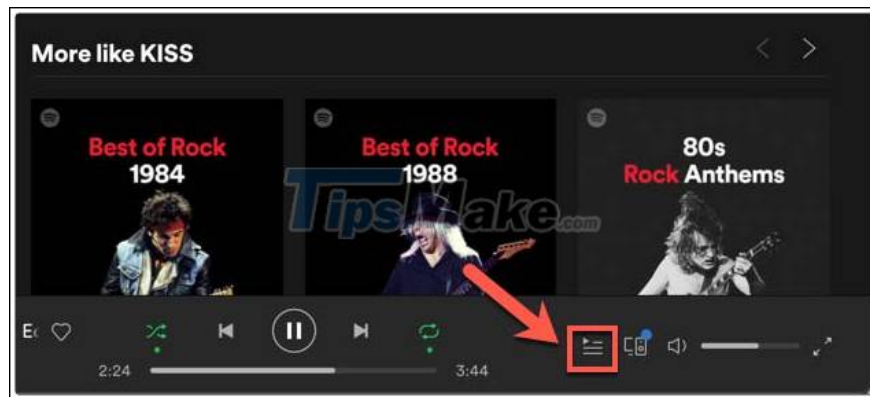 More like KISS
Best of Rock
1984
Best of Rock
1988
80s
Rock Anthems
TipsMake.com
2:24
3:44